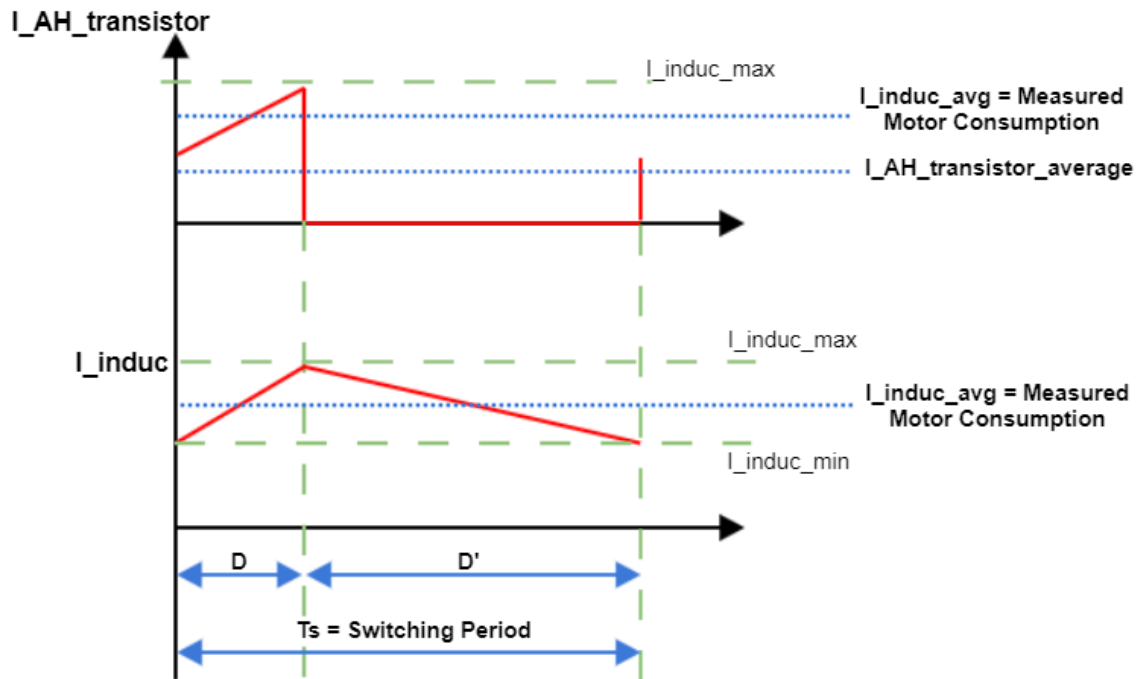 I_AH_transistor
I_induc_max
I_induc_avg = Measured
Motor Consumption
I_AH_transistor_average
I_induc
I_induc_max
I_induc_avg = Measured
Motor Consumption
I_induc_min
D
D'
Ts = Switching Period